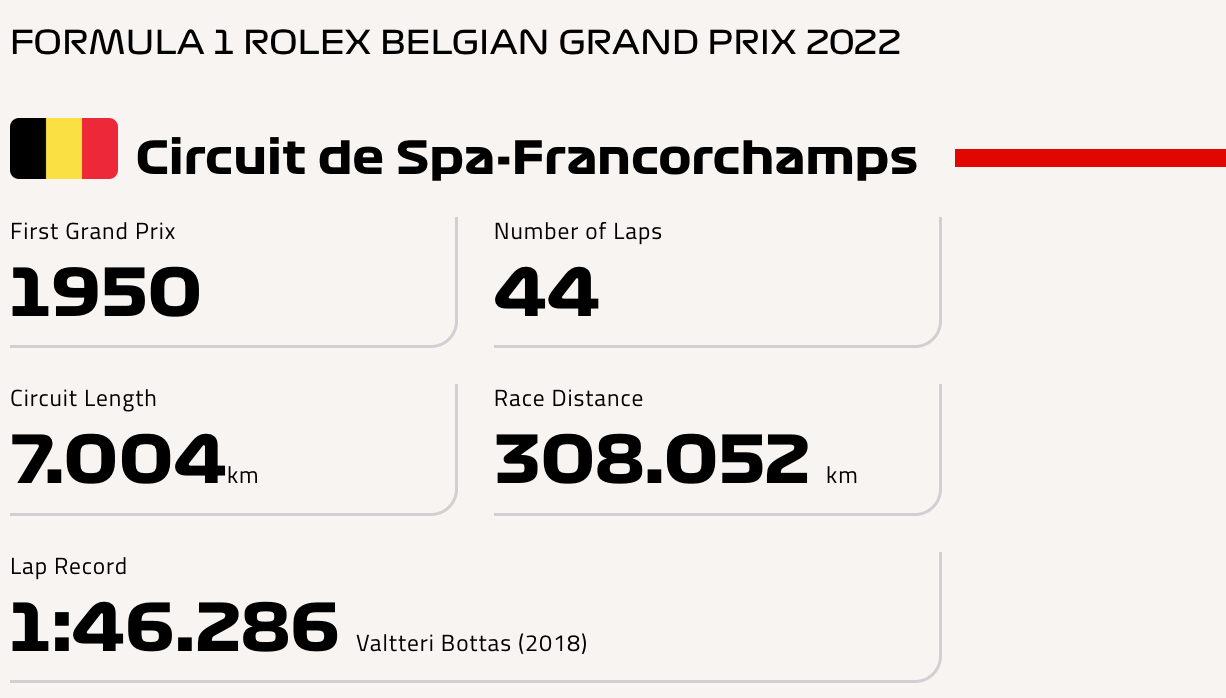 FORMULA 1 ROLEX BELGIAN GRAND PRIX 2022
Circuit de Spa-Francorchamps
First Grand Prix
1950
Number of Laps
44
Circuit Length
7.004km
Race Distance
308.052 km
Lap Record
1:46.286 Valtteri Bottas (2018)